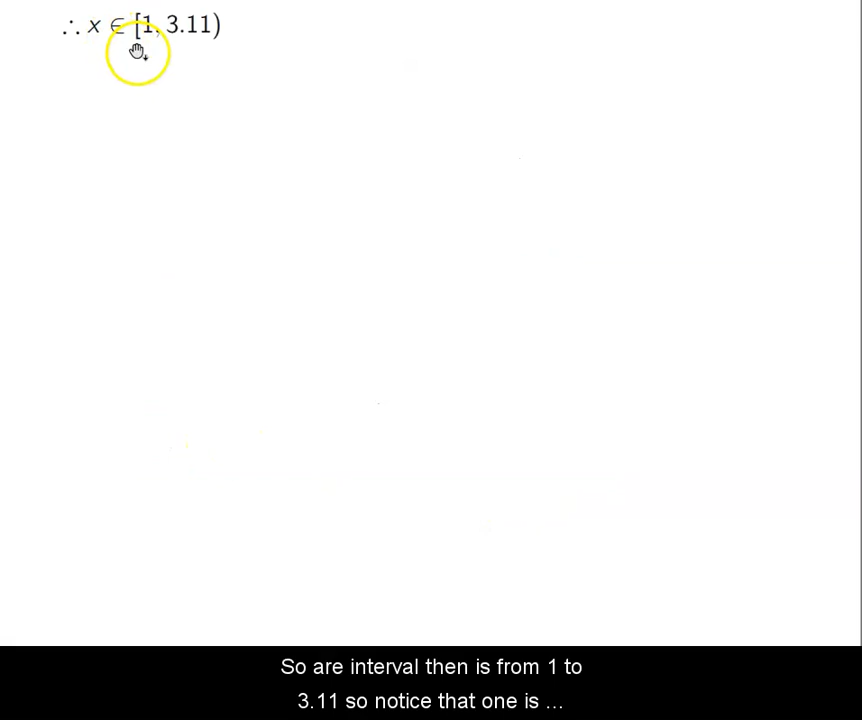 ∴ x ∈ [1, 3.11)
So are interval then is from 1 to
3.11 so notice that one is ...